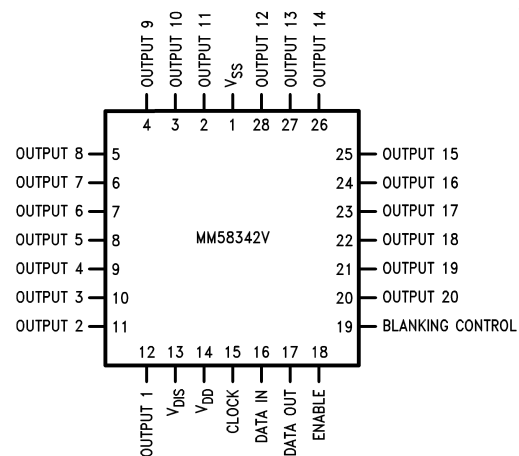 OUTPUT 9
OUTPUT 10
OUTPUT 11
VSS
OUTPUT 12
OUTPUT 13
OUTPUT 14
4 3 2 1 28 27 26
OUTPUT 8 5
OUTPUT 7 6
OUTPUT 6 7
OUTPUT 5 8
OUTPUT 4 9
OUTPUT 3 10
OUTPUT 2 11
MM58342V
25 OUTPUT 15
24 OUTPUT 16
23 OUTPUT 17
22 OUTPUT 18
21 OUTPUT 19
20 OUTPUT 20
19 BLANKING CONTROL
12 13 14 15 16 17 18
OUTPUT 1
VDIS
VDD
CLOCK
DATA IN
DATA OUT
ENABLE